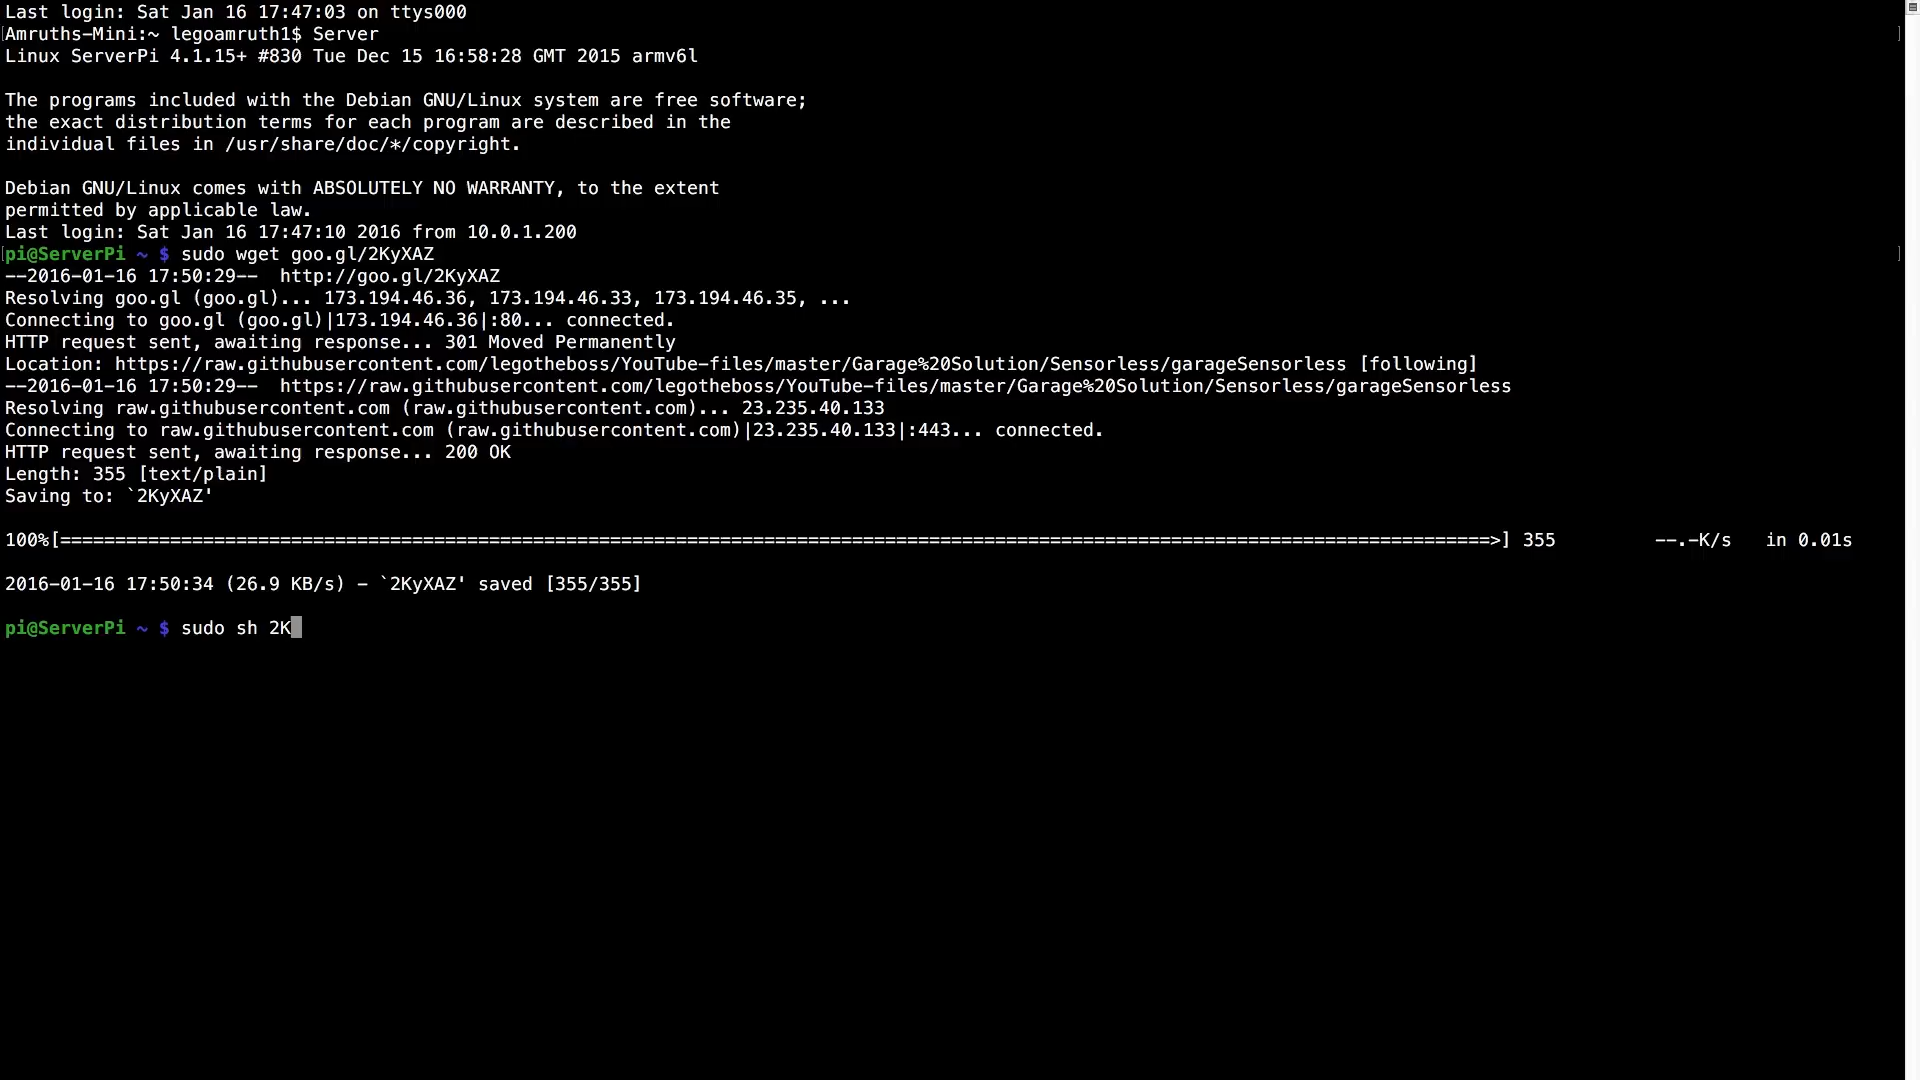 Last login: Sat Jan 16 17:47:03 on ttys000
[Amruths-Mini:~ legoamruth1$ Server ]
Linux ServerPi 4.1.15+ #830 Tue Dec 15 16:58:28 GMT 2015 armv6l
The programs included with the Debian GNU/Linux system are free software;
the exact distribution terms for each program are described in the
individual files in /usr/share/doc/*/copyright.
Debian GNU/Linux comes with ABSOLUTELY NO WARRANTY, to the extent
permitted by applicable law.
Last login: Sat Jan 16 17:47:10 2016 from 10.0.1.200
[pi@ServerPi ~ $ sudo wget goo.gl/2KyXAZ ]
--2016-01-16 17:50:29--  http://goo.gl/2KyXAZ
Resolving goo.gl (goo.gl)... 173.194.46.36, 173.194.46.33, 173.194.46.35, ...
Connecting to goo.gl (goo.gl)|173.194.46.36|:80... connected.
HTTP request sent, awaiting response... 301 Moved Permanently
Location: https://raw.githubusercontent.com/legotheboss/YouTube-files/master/Garage%20Solution/Sensorless/garageSensorless [following]
--2016-01-16 17:50:29--  https://raw.githubusercontent.com/legotheboss/YouTube-files/master/Garage%20Solution/Sensorless/garageSensorless
Resolving raw.githubusercontent.com (raw.githubusercontent.com)... 23.235.40.133
Connecting to raw.githubusercontent.com (raw.githubusercontent.com)|23.235.40.133|:443... connected.
HTTP request sent, awaiting response... 200 OK
Length: 355 [text/plain]
Saving to: `2KyXAZ'
100%[==================================================================================================================================>] 355         --.-K/s   in 0.01s
2016-01-16 17:50:34 (26.9 KB/s) - `2KyXAZ' saved [355/355]
pi@ServerPi ~ $ sudo sh 2K